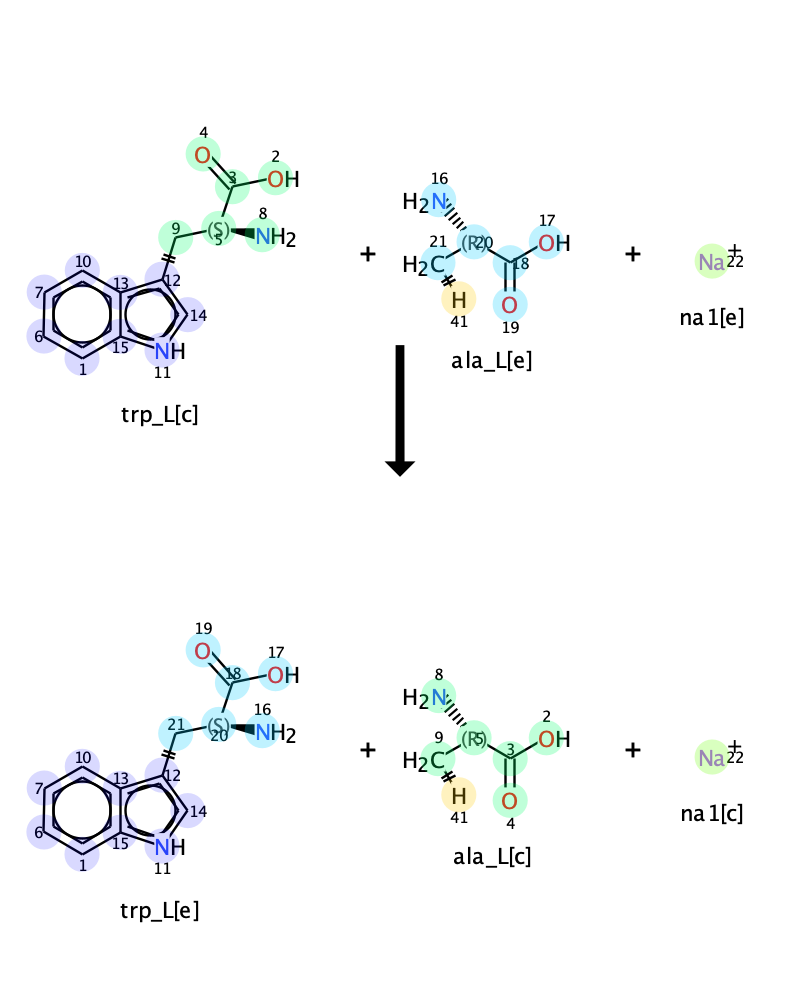 4
2
O
3
OH
8
9
(S)
NH2
5
10
7
13
12
14
6
15
NH
1
11
trp_L[c]
+
16
H2N
17
21
(R)
20
OH
H2C
18
H
O
41
19
ala_L[e]
+
Na+
22
na1[e]
19
17
O
18
OH
16
21
(S)
NH2
20
10
7
13
12
14
6
15
NH
1
11
trp_L[e]
+
8
H2N
2
9
(R)
5
OH
H2C
3
H
O
41
4
ala_L[c]
+
Na+
22
na1[c]